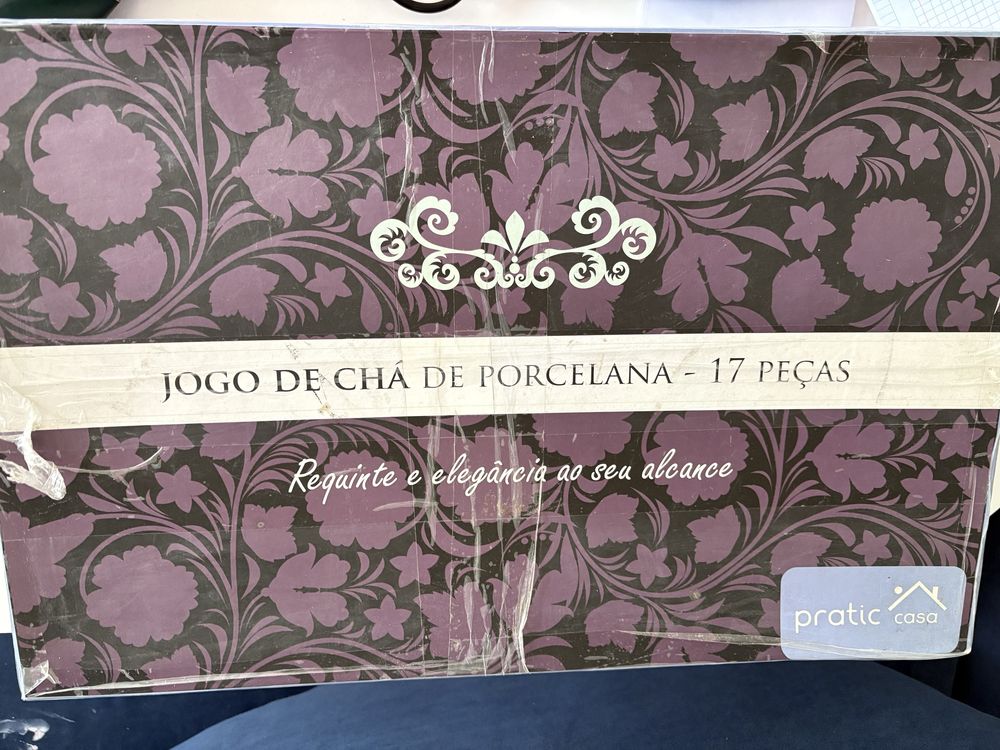 JOGO DE CHÁ DE PORCELANA - 17 PEÇAS
Requinte e elegância ao seu alcance
pratic casa